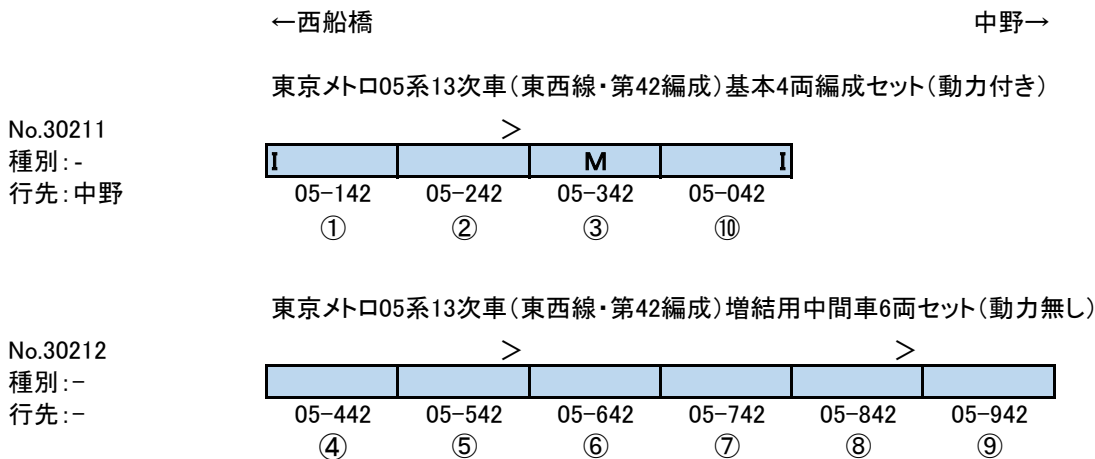 ←西船橋 中野→
東京メトロ05系13次車（東西線・第42編成）基本4両編成セット（動力付き）
No.30211 ＞
種別：- I M I
行先：中野 05-142 05-242 05-342 05-042
① ② ③ ⑩
東京メトロ05系13次車（東西線・第42編成）増結用中間車6両セット（動力無し）
No.30212 ＞ ＞
種別：-
行先：- 05-442 05-542 05-642 05-742 05-842 05-942
④ ⑤ ⑥ ⑦ ⑧ ⑨